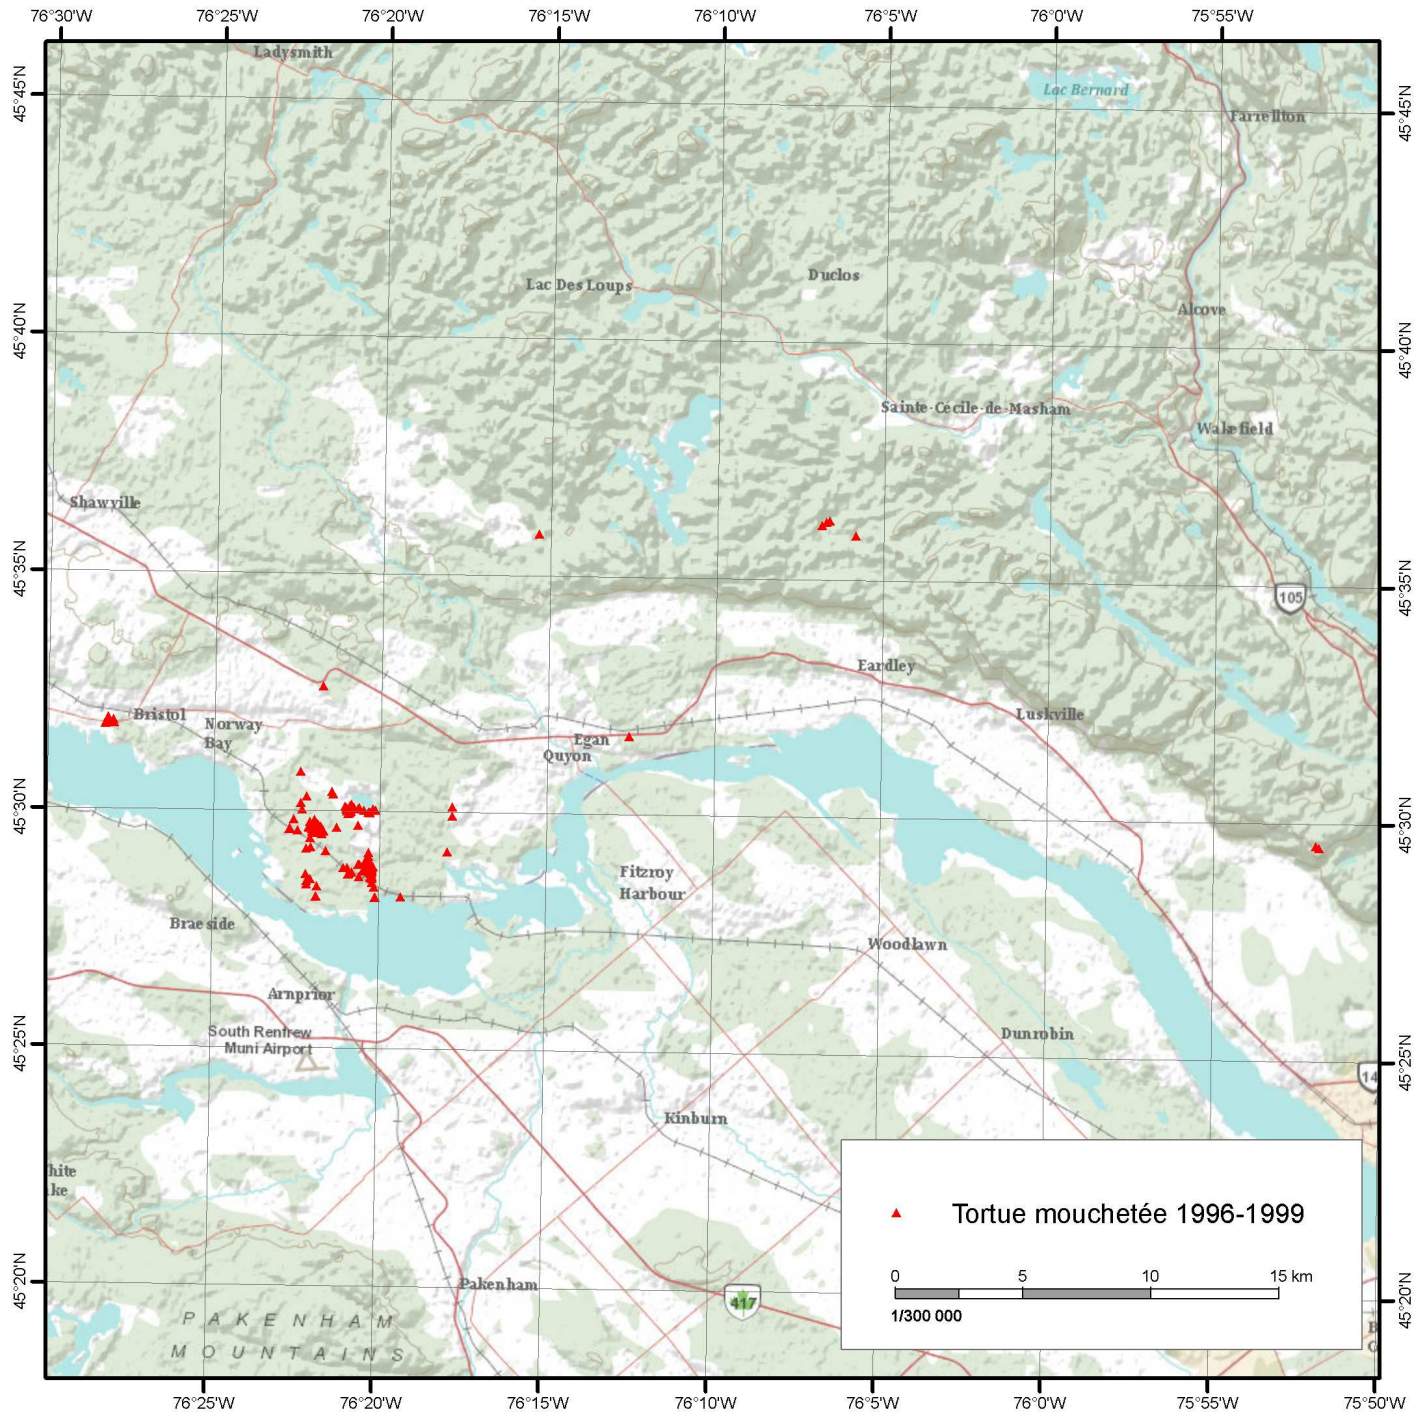 76°30'W
76°25'W
76°20'W
76°15'W
76°10'W
76°5'W
76°0'W
75°55'W
Ladysmith
Lac Bernard
45°45'N
45°45'N
Farrellton
Lac Des Loups
Duclos
Alcove
45°40'N
45°40'N
Sainte-Cécile-de-Masham
Wakefield
Shawville
45°35'N
45°35'N
105
Eardley
Bristol
Norway
Bay
Luskville
Egan
Quyon
45°30'N
45°30'N
Fitzroy
Harbour
Braeside
Woodlawn
Arnprior
South Renfrew
Muni Airport
Dunrobin
45°25'N
45°25'N
14
Kinburn
hite
ke
Tortue mouchetée 1996-1999
0
5
10
15 km
1/300 000
45°20'N
45°20'N
Pakenham
417
PAKENHAM
MOUNTAINS
B
76°25'W
76°20'W
76°15'W
76°10'W
76°5'W
76°0'W
75°55'W
75°50'W